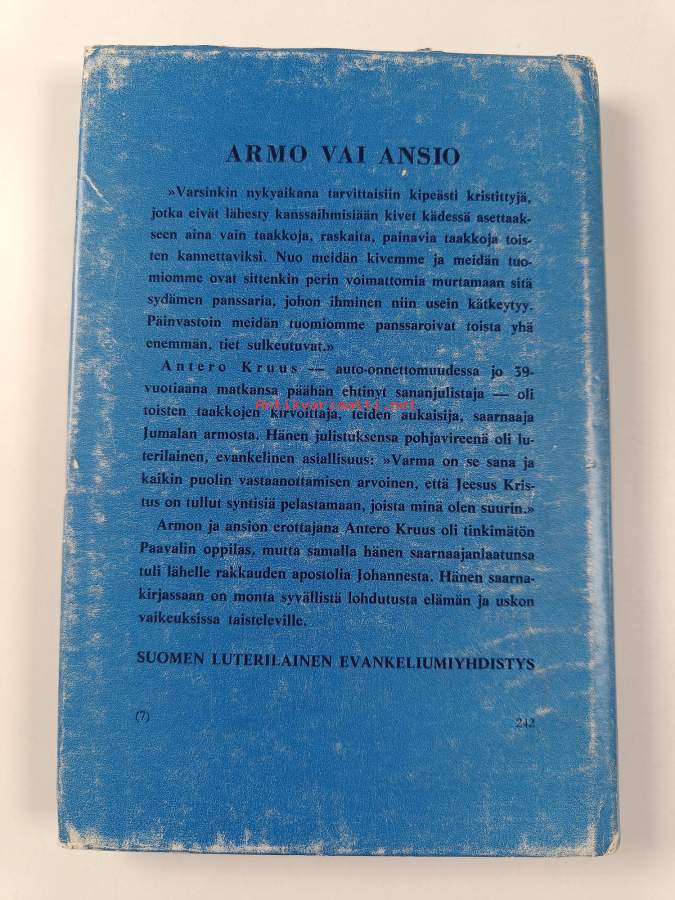 ARMO VAI ANSIO
»Varsinkin nykyaikana tarvittaisiin kipeästi kristittyjä,
jotka eivät lähesty kanssaihmisiään kivet kädessä asettaak-
seen aina vain taakkoja, raskaita, painavia taakkoja tois-
ten kannettaviksi. Nuo meidän kivemme ja meidän tuo-
miomme ovat sittenkin perin voimattomia murtamaan sitä
sydämen panssaria, johon ihminen niin usein kätkeytyy.
Päinvastoin meidän tuomiomme panssaroivat toista yhä
enemmän, tiet sulkeutuvat.»
Antero Kruus — auto-onnettomuudessa jo 39-
vuotiaana matkansa päähän ehtinyt sananjulistaja — oli
Antikvariaatti.net
toisten taakkojen kirvoittaja, teiden aukaisija, saarnaaja
Jumalan armosta. Hänen julistuksensa pohjavireenä oli lu-
terilainen, evankelinen asiallisuus: »Varma on se sana ja
kaikin puolin vastaanottamisen arvoinen, että Jeesus Kris-
tus on tullut syntisiä pelastamaan, joista minä olen suurin.»
Armon ja ansion erottajana Antero Kruus oli tinkimätön
Paavalin oppilas, mutta samalla hänen saarnaajanlaatunsa
tuli lähelle rakkauden apostolia Johannesta. Hänen saarna-
kirjassaan on monta syvällistä lohdutusta elämän ja uskon
vaikeuksissa taisteleville.
SUOMEN LUTERILAINEN EVANKELIUMIYHDISTYS
(7) 242